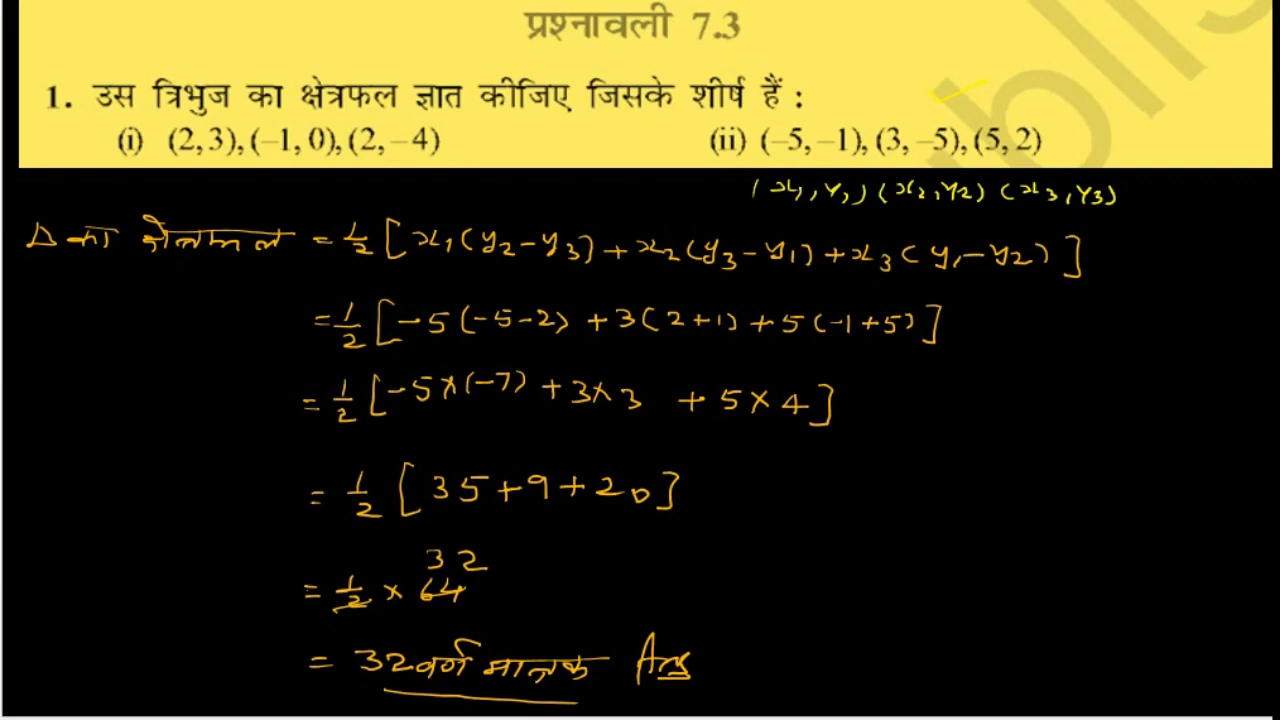 प्रश्नावली 7.3
1. उस त्रिभुज का क्षेत्रफल ज्ञात कीजिए जिसके शीर्ष हैं :
(i) (2, 3), (–1, 0), (2, – 4) (ii) (–5, –1), (3, –5), (5, 2)
(x₁, y₁) (x₂, y₂) (x₃, y₃)
Δ का क्षेत्रफल = 1/2 [x₁(y₂-y₃) + x₂(y₃-y₁) + x₃(y₁-y₂)]
= 1/2 [-5(-5-2) + 3(2+1) + 5(-1+5)]
= 1/2 [-5×(-7) + 3×3 + 5×4]
= 1/2 [35+9+20]
32
= 1/2 × 64
= 32 वर्ग मात्रक Ans